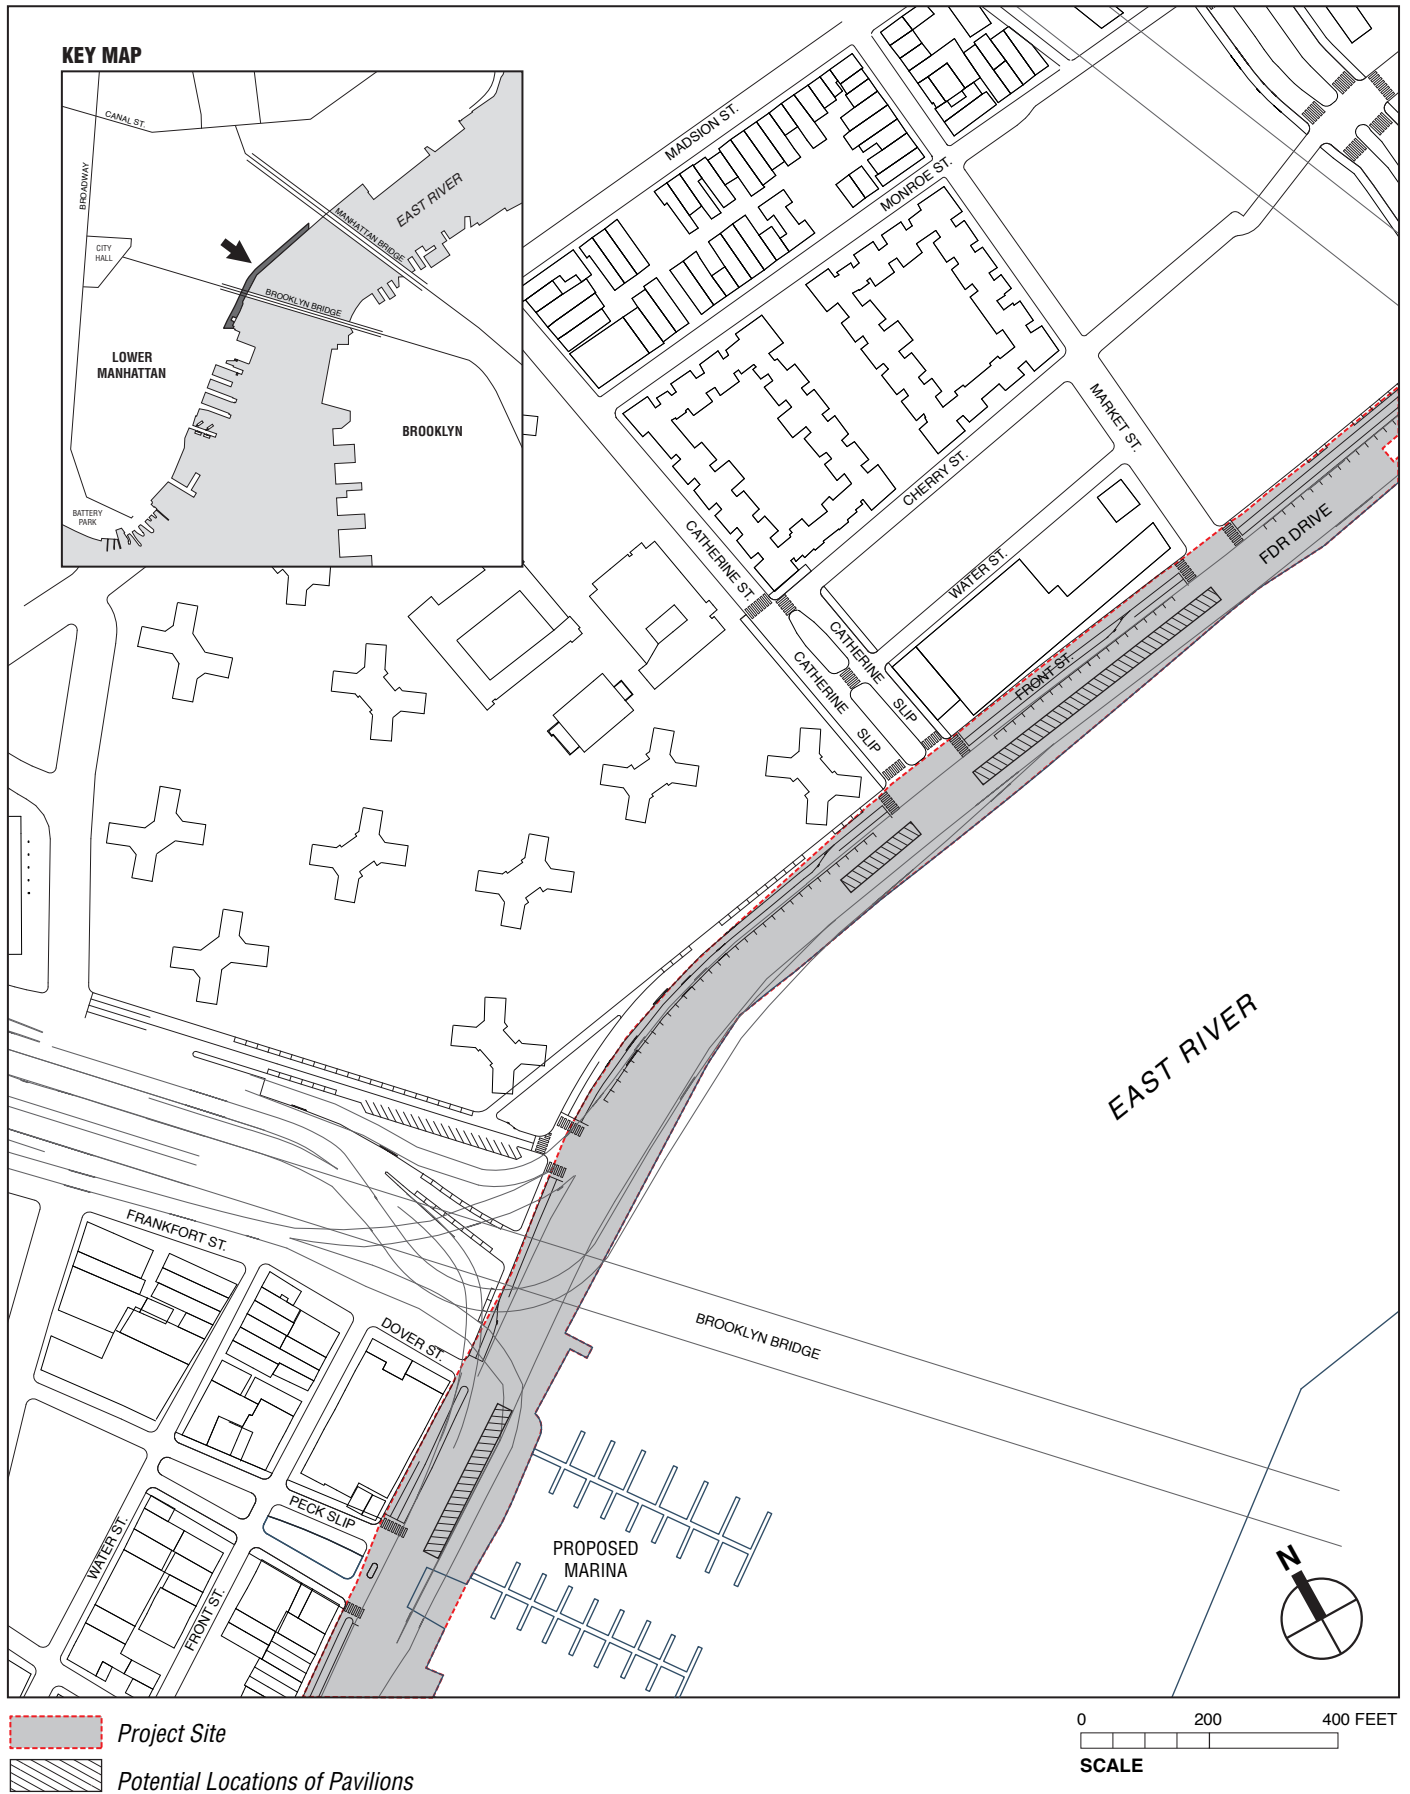 KEY MAP
CANAL ST.
BROADWAY
EAST RIVER
MANHATTAN BRIDGE
CITY
HALL
BROOKLYN BRIDGE
LOWER
MANHATTAN
BROOKLYN
BATTERY
PARK
MADSION ST.
MONROE ST.
MARKET ST.
CHERRY ST.
CATHERINE ST.
WATER ST.
FDR DRIVE
CATHERINE SLIP
CATHERINE SLIP
FRONT ST.
EAST RIVER
FRANKFORT ST.
DOVER ST.
BROOKLYN BRIDGE
PECK SLIP
WATER ST.
FRONT ST.
PROPOSED
MARINA
N
Project Site
Potential Locations of Pavilions
0 200 400 FEET
SCALE